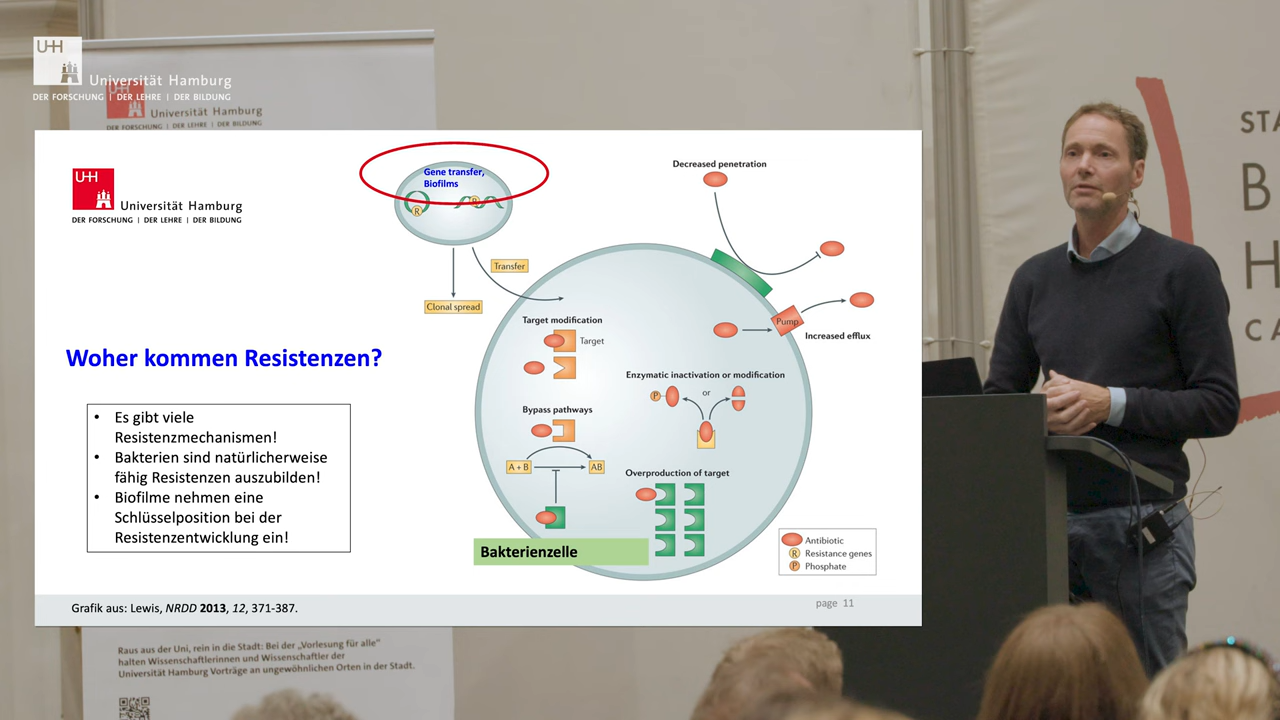 U-H
Universität Hamburg
DER FORSCHUNG | DER LEHRE | DER BILDUNG
Universität Hamburg
DER FORSCHUNG | DER LEHRE | DER BILDUNG
U-H
Universität Hamburg
DER FORSCHUNG | DER LEHRE | DER BILDUNG
Woher kommen Resistenzen?
• Es gibt viele
Resistenzmechanismen!
• Bakterien sind natürlicherweise
fähig Resistenzen auszubilden!
• Biofilme nehmen eine
Schlüsselposition bei der
Resistenzentwicklung ein!
Gene transfer,
Biofilms
R
R
Transfer
Clonal spread
Decreased penetration
Pump
Increased efflux
Target modification
Target
Enzymatic inactivation or modification
P
or
Bypass pathways
A + B
AB
Overproduction of target
Bakterienzelle
Antibiotic
R Resistance genes
P Phosphate
Grafik aus: Lewis, NRDD 2013, 12, 371-387.
page 11
STA
B
H
CA
Raus aus der Uni, rein in die Stadt: Bei der „Vorlesung für alle“
halten Wissenschaftlerinnen und Wissenschaftler der
Universität Hamburg Vorträge an ungewöhnlichen Orten in der Stadt.